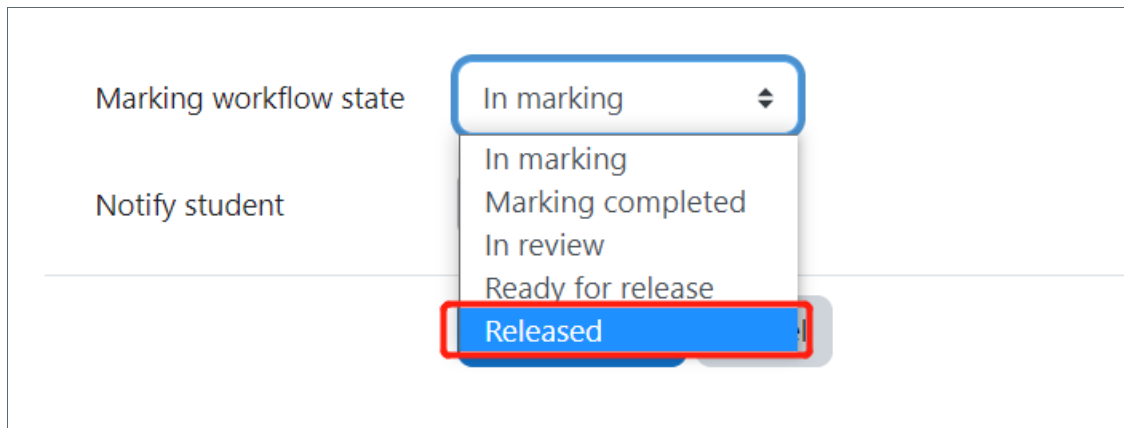 Marking workflow state
In marking
In marking
Marking completed
Notify student
In review
Ready for release
Released